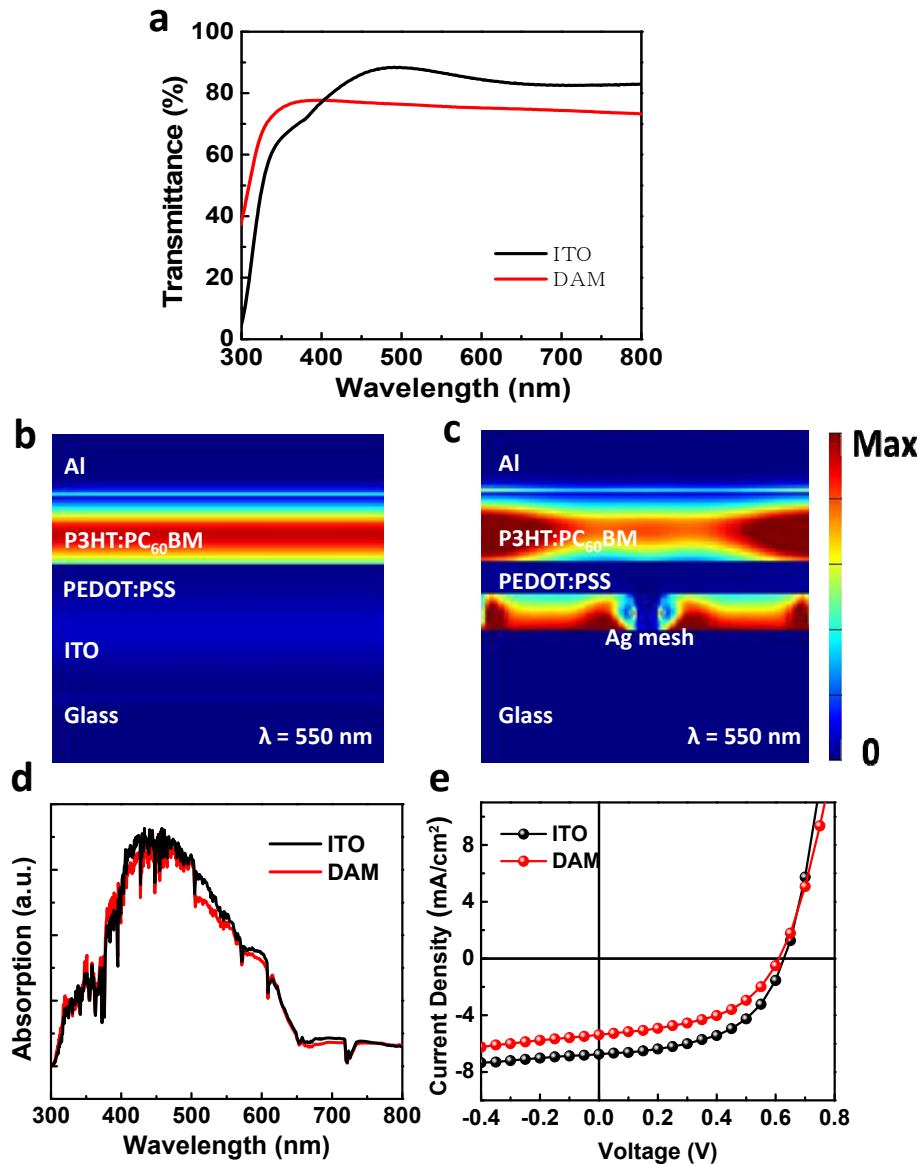 a
100
80
60
40
20
0
Transmittance (%)
ITO
DAM
300 400 500 600 700 800
Wavelength (nm)
b
Al
P3HT:PC₆₀BM
PEDOT:PSS
ITO
Glass
λ = 550 nm
c
Al
P3HT:PC₆₀BM
PEDOT:PSS
Ag mesh
Glass
λ = 550 nm
Max
0
d
Absorption (a.u.)
ITO
DAM
300 400 500 600 700 800
Wavelength (nm)
e
8
4
0
-4
-8
Current Density (mA/cm²)
ITO
DAM
-0.4 -0.2 0.0 0.2 0.4 0.6 0.8
Voltage (V)